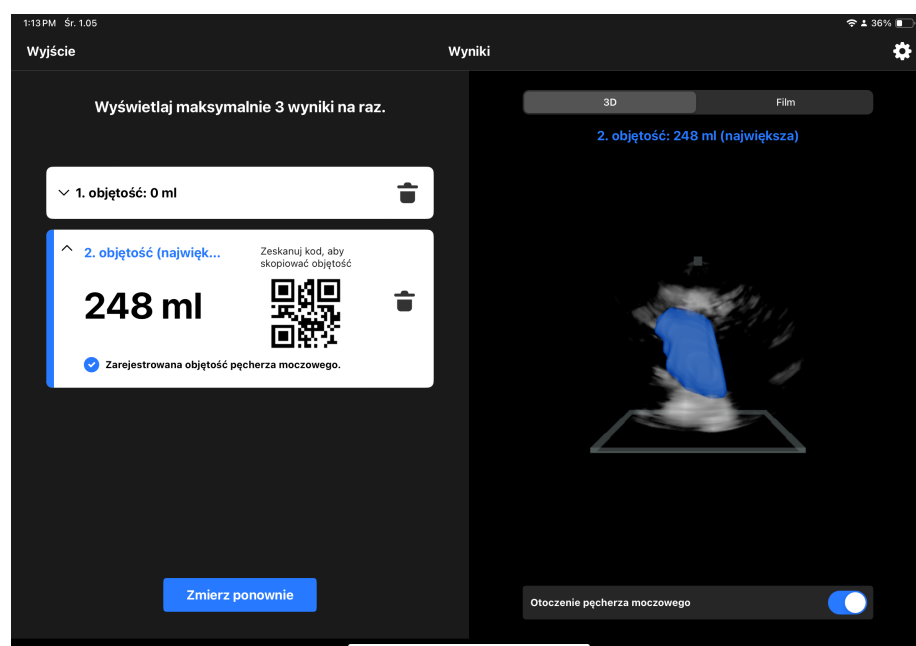 1:13 PM Śr. 1.05
36%
Wyjście
Wyniki
Wyświetlaj maksymalnie 3 wyniki na raz.
1. objętość: 0 ml
2. objętość (najwięk...
Zeskanuj kod, aby
skopiować objętość
248 ml
Zarejestrowana objętość pęcherza moczowego.
Zmierz ponownie
3D
Film
2. objętość: 248 ml (największa)
Otoczenie pęcherza moczowego